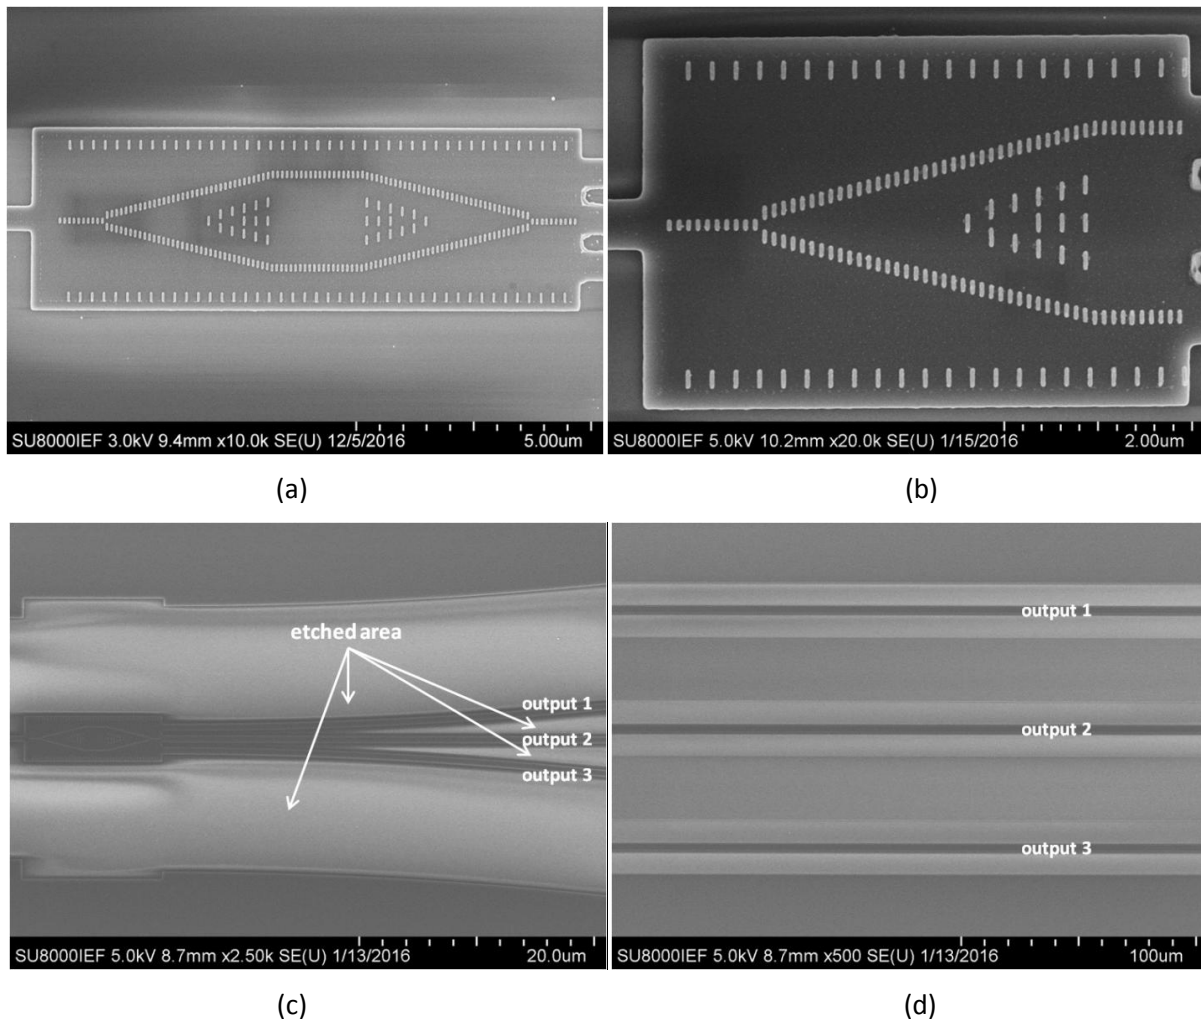 SU8000IEF 3.0kV 9.4mm x10.0k SE(U) 12/5/2016 5.00um
SU8000IEF 5.0kV 10.2mm x20.0k SE(U) 1/15/2016 2.00um
(a)
(b)
etched area
output 1
output 2
output 3
SU8000IEF 5.0kV 8.7mm x2.50k SE(U) 1/13/2016 20.0um
output 1
output 2
output 3
SU8000IEF 5.0kV 8.7mm x500 SE(U) 1/13/2016 100um
(c)
(d)